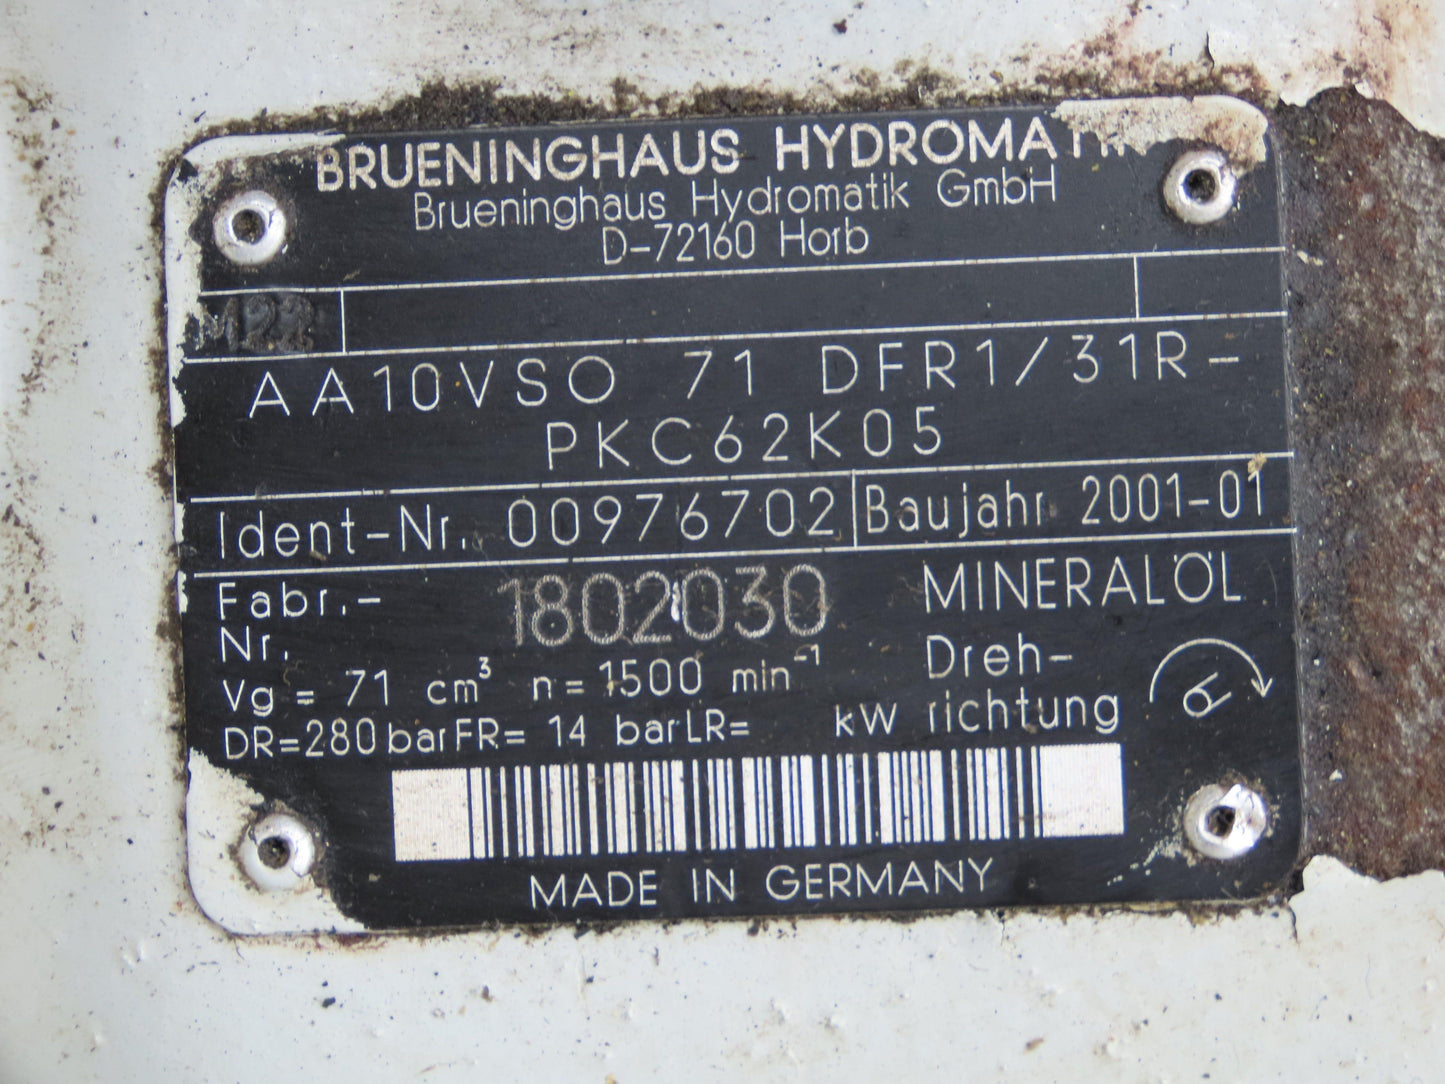 BRUENINGHAUS HYDROMATIK
Brueninghaus Hydromatik GmbH
D-72160 Horb
M22
AA10VSO 71 DFR1/31R-
PKC62K05
Ident-Nr. 00976702 Baujahr 2001-01
Fabr.-
Nr. 1802030 MINERALÖL
Vg = 71 cm³ n = 1500 min⁻¹ Dreh-
richtung
DR=280 bar FR= 14 bar LR= kW
MADE IN GERMANY